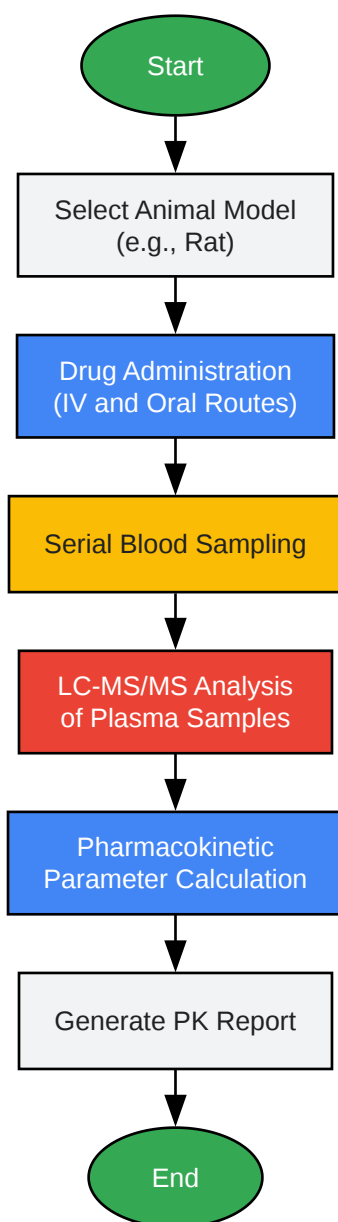 Start
Select Animal Model
(e.g., Rat)
Drug Administration
(IV and Oral Routes)
Serial Blood Sampling
LC-MS/MS Analysis
of Plasma Samples
Pharmacokinetic
Parameter Calculation
Generate PK Report
End